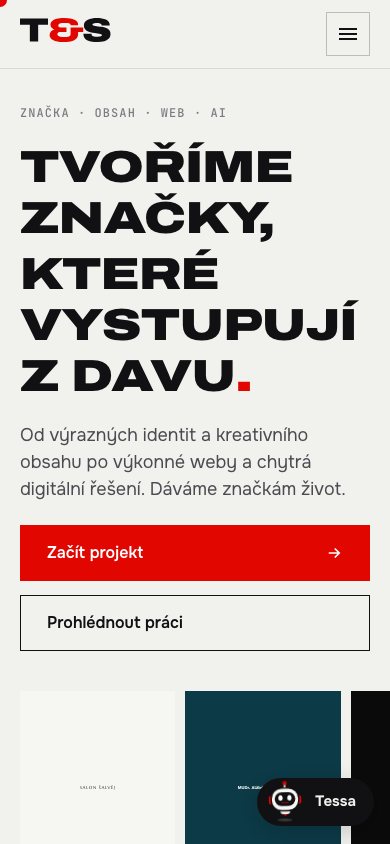 T&S
ZNAČKA · OBSAH · WEB · AI
TVOŘÍME
ZNAČKY,
KTERÉ
VYSTUPUJÍ
Z DAVU.
Od výrazných identit a kreativního
obsahu po výkonné weby a chytrá
digitální řešení. Dáváme značkám život.
Začít projekt →
Prohlédnout práci
SALON ŠALVĚJ
MUDr.
Tessa